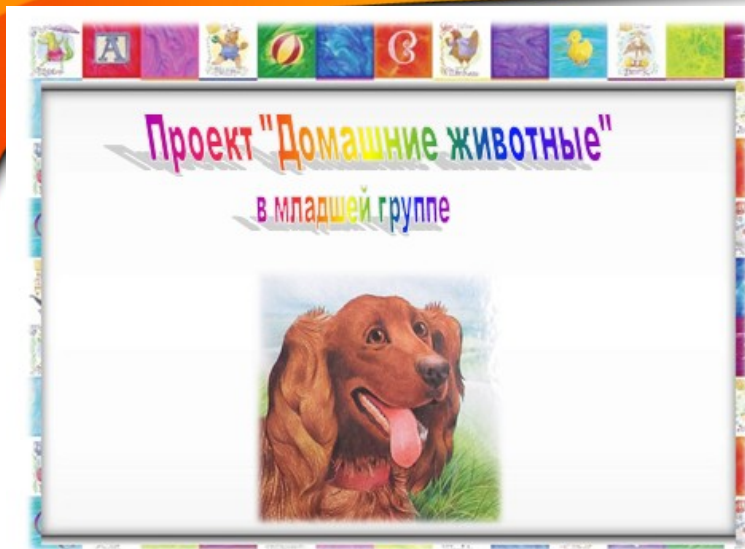 Проект "Домашние животные"
в младшей группе
А
С